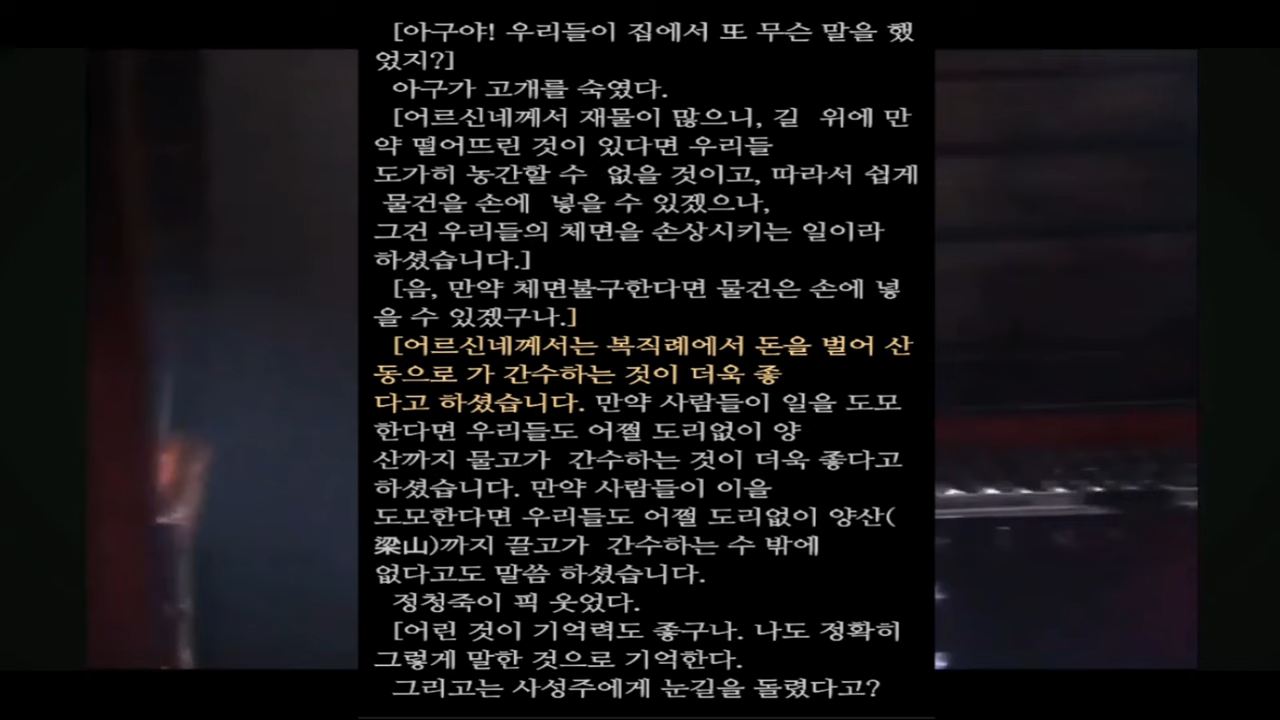 [아구야! 우리들이 집에서 또 무슨 말을 했
었지?]
아구가 고개를 숙였다.
[어르신네께서 재물이 많으니, 길 위에 만
약 떨어뜨린 것이 있다면 우리들
도가히 농간할 수 없을 것이고, 따라서 쉽게
물건을 손에 넣을 수 있겠으나,
그건 우리들의 체면을 손상시키는 일이라
하셨습니다.]
[음, 만약 체면불구한다면 물건은 손에 넣
을 수 있겠구나.]
[어르신네께서는 복직례에서 돈을 벌어 산
동으로 가 간수하는 것이 더욱 좋
다고 하셨습니다. 만약 사람들이 일을 도모
한다면 우리들도 어쩔 도리없이 양
산까지 물고가 간수하는 것이 더욱 좋다고
하셨습니다. 만약 사람들이 이을
도모한다면 우리들도 어쩔 도리없이 양산(
梁山)까지 끌고가 간수하는 수 밖에
없다고도 말씀 하셨습니다.
정청죽이 픽 웃었다.
[어린 것이 기억력도 좋구나. 나도 정확히
그렇게 말한 것으로 기억한다.
그리고는 사성주에게 눈길을 돌렸다고?